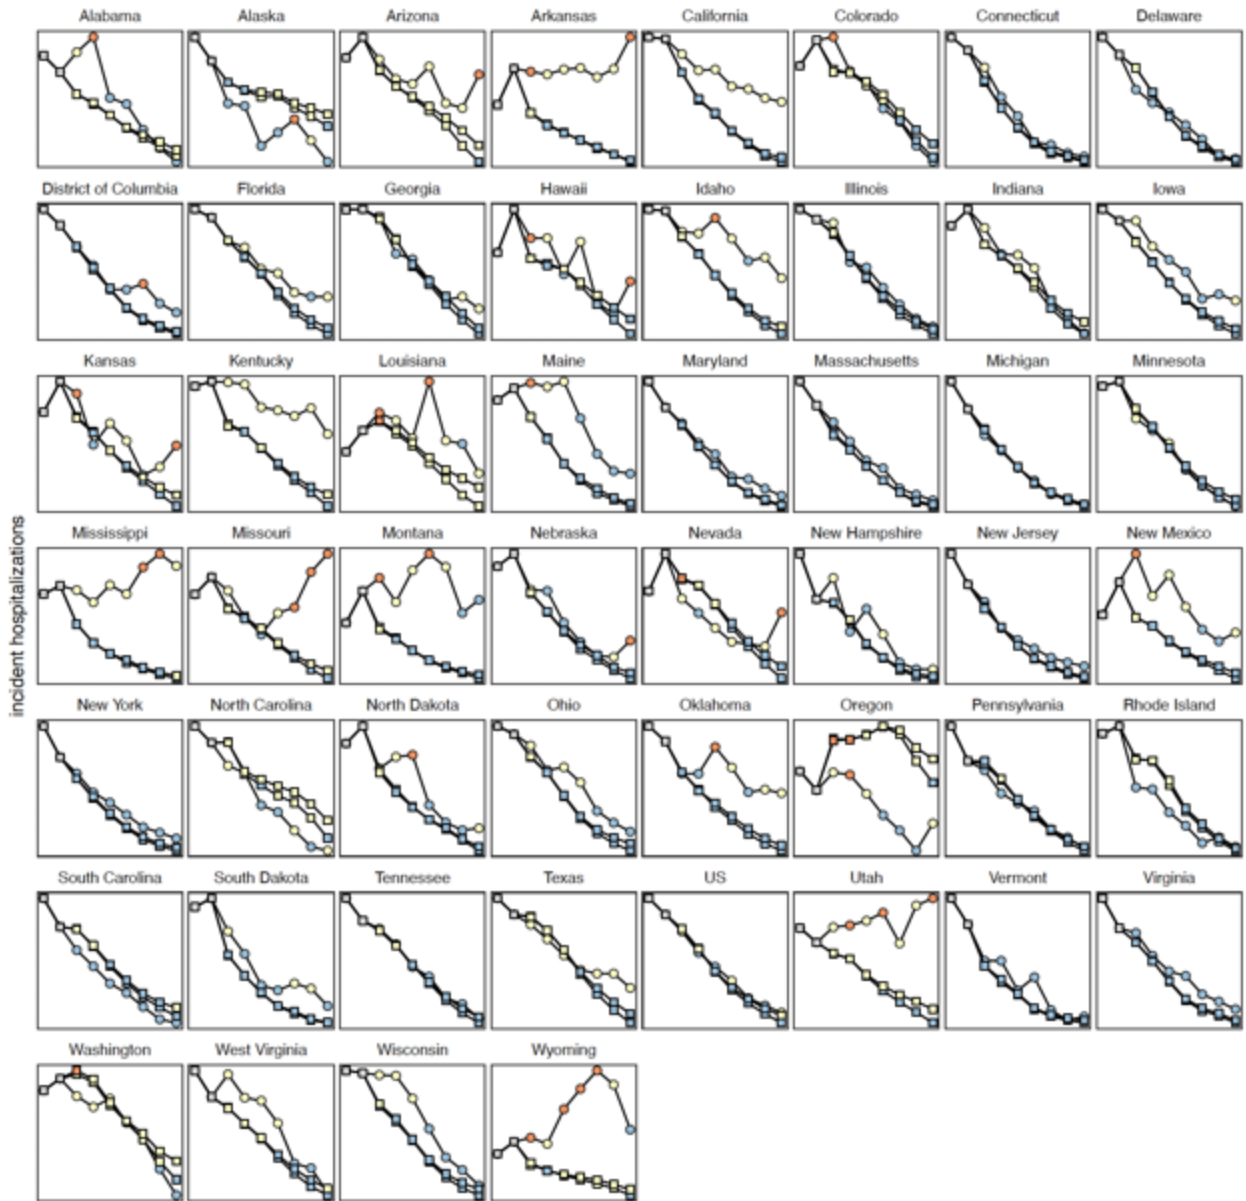 Alabama Alaska Arizona Arkansas California Colorado Connecticut Delaware
District of Columbia Florida Georgia Hawaii Idaho Illinois Indiana Iowa
Kansas Kentucky Louisiana Maine Maryland Massachusetts Michigan Minnesota
incident hospitalizations
Mississippi Missouri Montana Nebraska Nevada New Hampshire New Jersey New Mexico
New York North Carolina North Dakota Ohio Oklahoma Oregon Pennsylvania Rhode Island
South Carolina South Dakota Tennessee Texas US Utah Vermont Virginia
Washington West Virginia Wisconsin Wyoming